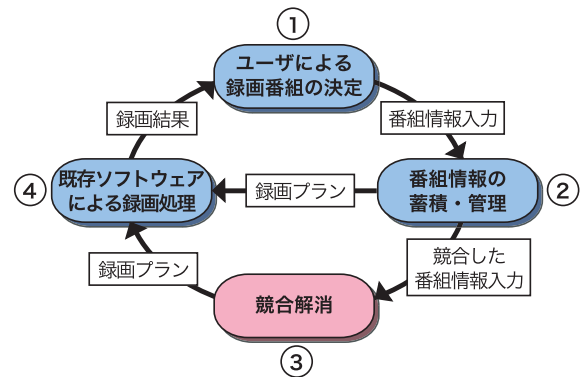 ①
ユーザによる
録画番組の決定
録画結果
番組情報入力
④
既存ソフトウェア
による録画処理
録画プラン
番組情報の
蓄積・管理
②
録画プラン
競合した
番組情報入力
競合解消
③